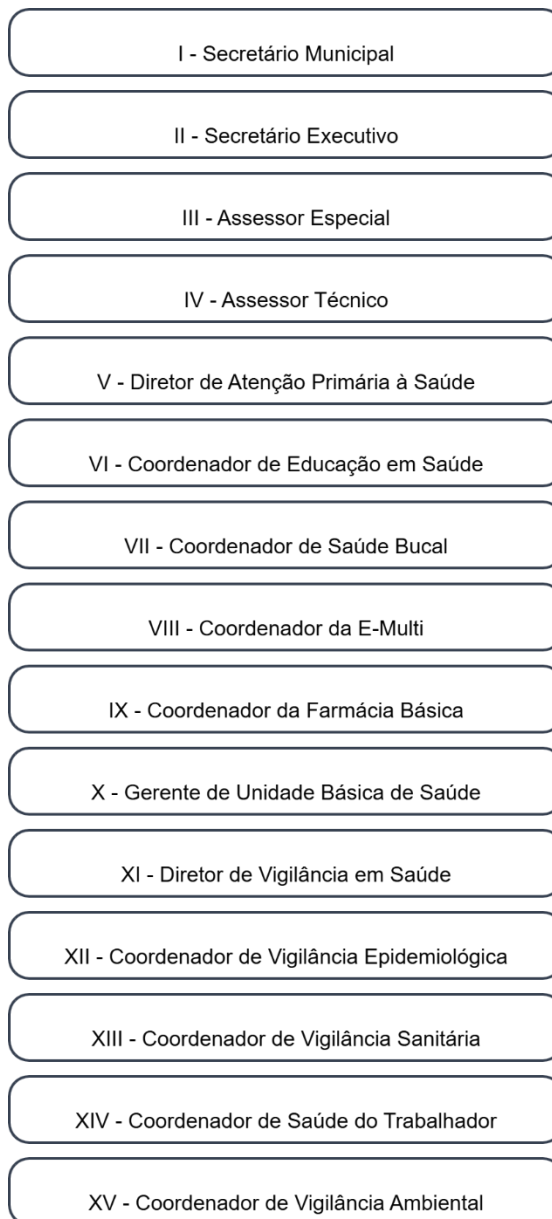 I - Secretário Municipal
II - Secretário Executivo
III - Assessor Especial
IV - Assessor Técnico
V - Diretor de Atenção Primária à Saúde
VI - Coordenador de Educação em Saúde
VII - Coordenador de Saúde Bucal
VIII - Coordenador da E-Multi
IX - Coordenador da Farmácia Básica
X - Gerente de Unidade Básica de Saúde
XI - Diretor de Vigilância em Saúde
XII - Coordenador de Vigilância Epidemiológica
XIII - Coordenador de Vigilância Sanitária
XIV - Coordenador de Saúde do Trabalhador
XV - Coordenador de Vigilância Ambiental